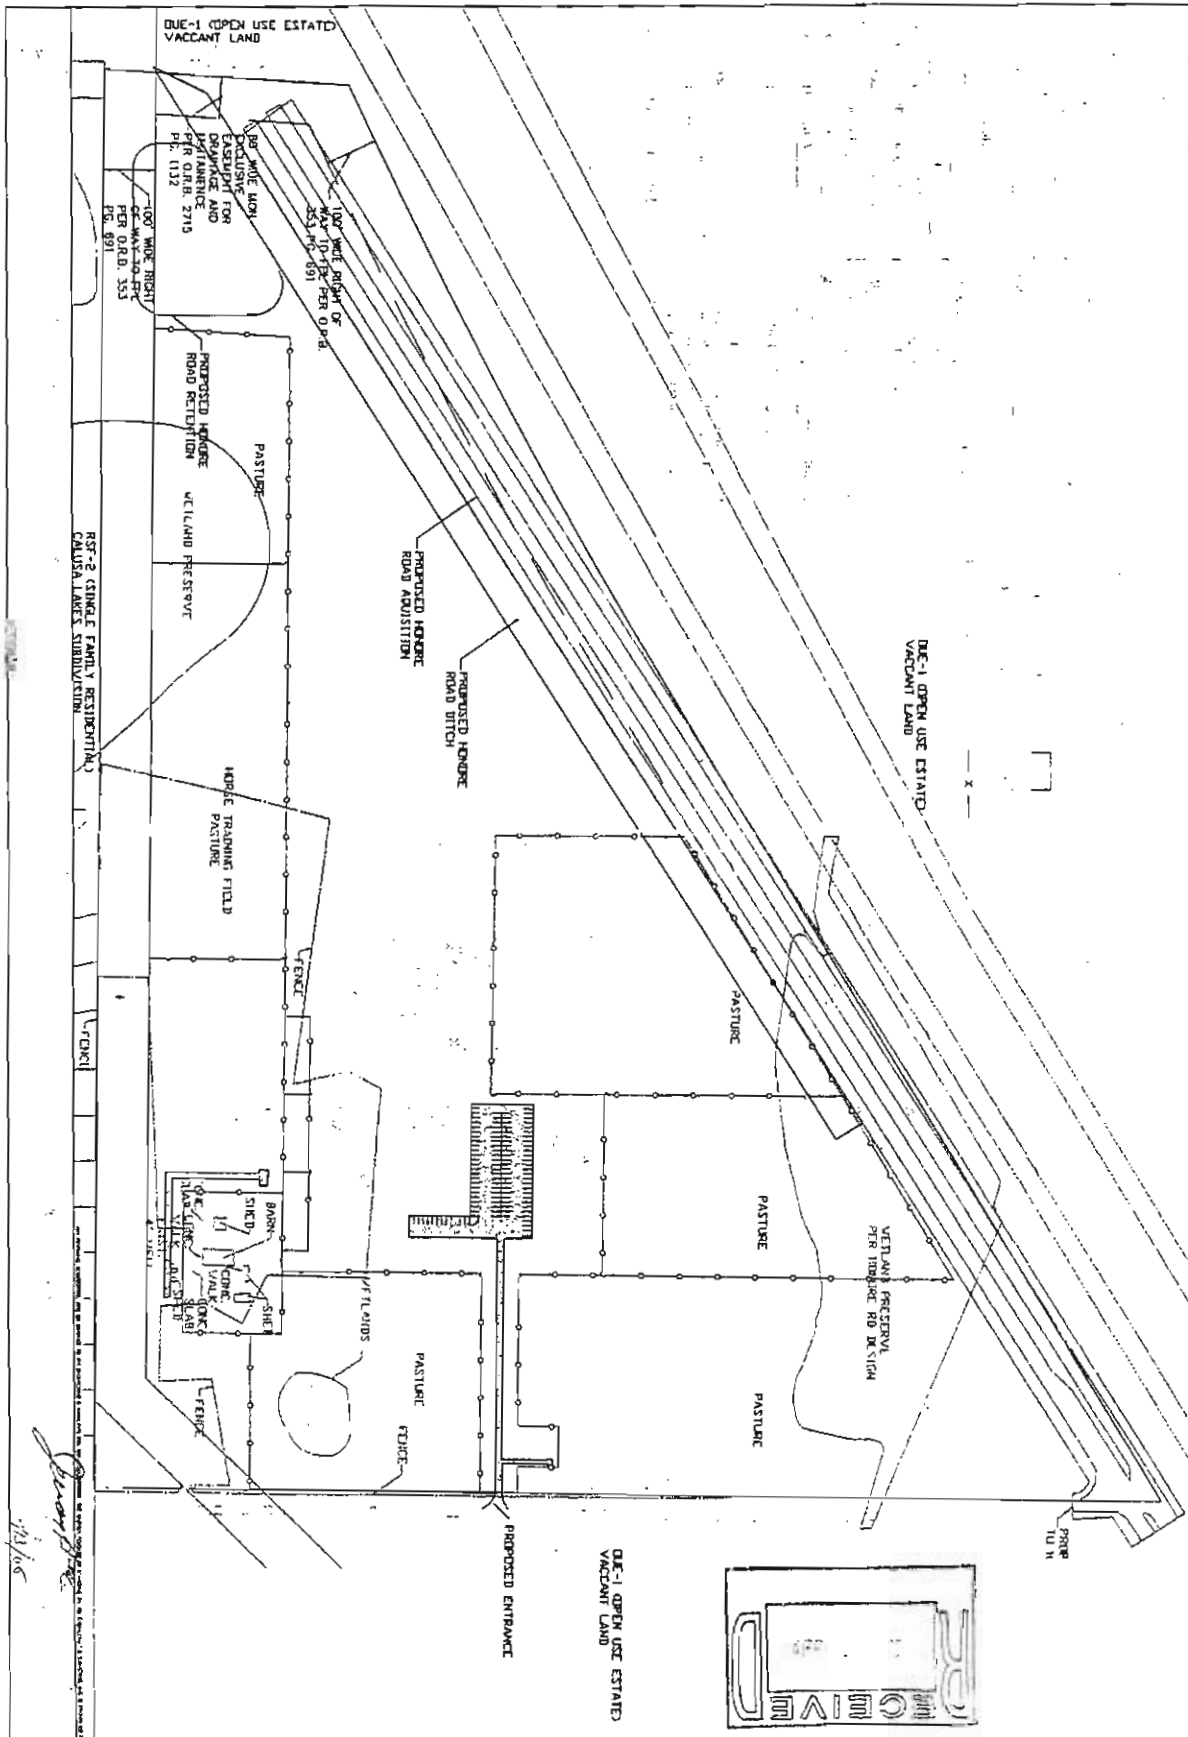 OUE-1 (OPEN USE ESTATE)
VACCANT LAND
80' WIDE NON
EXCLUSIVE
EASEMENT FOR
DRAINAGE AND
PER O.R.B. 2715
PG. 1132
100' WIDE RIGHT OF
WAY TO FPL PER O.R.B.
353 PG. 691
100' WIDE RIGHT
OF WAY TO FPL
PER O.R.B. 353
PG. 691
PROPOSED HONORE
ROAD RETENTION
PASTURE
WETLAND PRESERVE
RSF-2 (SINGLE FAMILY RESIDENTIAL)
CALUSA LAKES SUBDIVISION
PROPOSED HONORE
ROAD AQUISITION
PROPOSED HONORE
ROAD DITCH
OUE-1 (OPEN USE ESTATE)
VACCANT LAND
X
HORSE TRAINING FIELD
PASTURE
FENCE
FENCE
PASTURE
PASTURE
WETLAND PRESERVE
PER HONORE RD DESIGN
BARN
SHED
CONC.
WALK
SHED
CONC
SLAB
WETLANDS
PASTURE
PASTURE
FENCE
FENCE
PROPOSED ENTRANCE
PROP
OUE-1 (OPEN USE ESTATE)
VACCANT LAND
RECEIVED